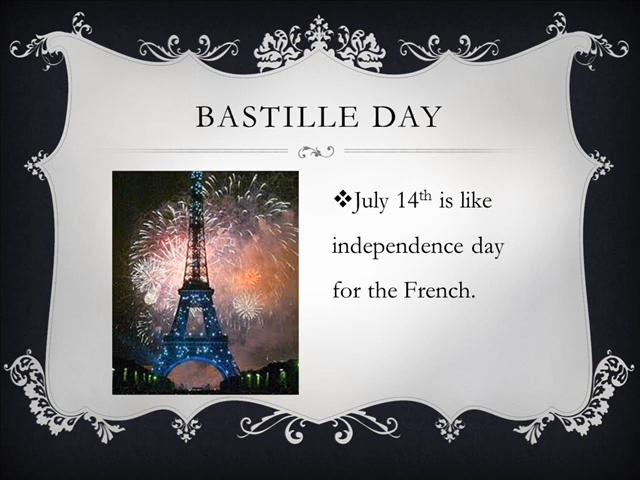 BASTILLE DAY
❖July 14th is like
independence day
for the French.